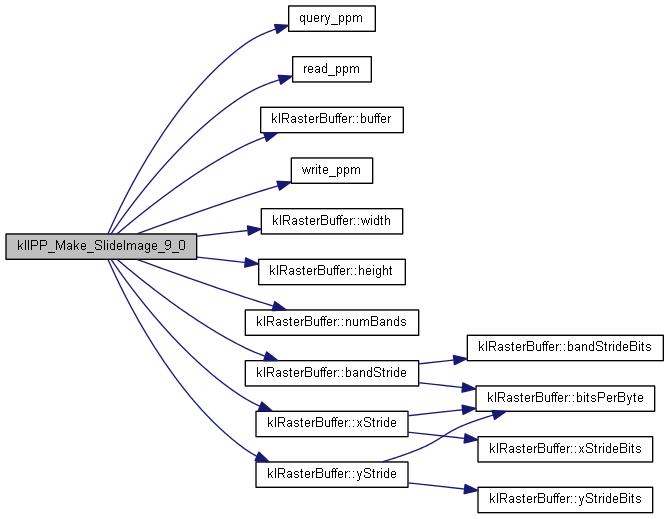 query_ppm
read_ppm
klRasterBuffer::buffer
write_ppm
klIPP_Make_SlideImage_9_0
klRasterBuffer::width
klRasterBuffer::height
klRasterBuffer::numBands
klRasterBuffer::bandStride
klRasterBuffer::bandStrideBits
klRasterBuffer::bitsPerByte
klRasterBuffer::xStride
klRasterBuffer::xStrideBits
klRasterBuffer::yStride
klRasterBuffer::yStrideBits